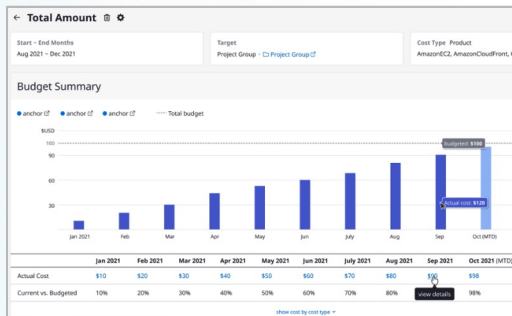 ← Total Amount
Start ~ End Months
Aug 2021 ~ Dec 2021
Target
Project Group - Project Group
Cost Type Product
AmazonEC2, AmazonCloudFront,
Budget Summary
anchor anchor anchor Total budget
$USD
100
90
60
30
Budgeted $100
Actual cost $120
Jan 2021 Feb Mar Apr May Jun July Aug Sep Oct (MTD)
Jan 2021 Feb 2021 Mar 2021 Apr 2021 May 2021 Jun 2021 July 2021 Aug 2021 Sep 2021 Oct 2021 (MTD)
Actual Cost $10 $20 $30 $40 $50 $60 $70 $80 $90 $98
Current vs. Budgeted 10% 20% 30% 40% 50% 60% 70% 80% 98%
view details
show cost by cost type